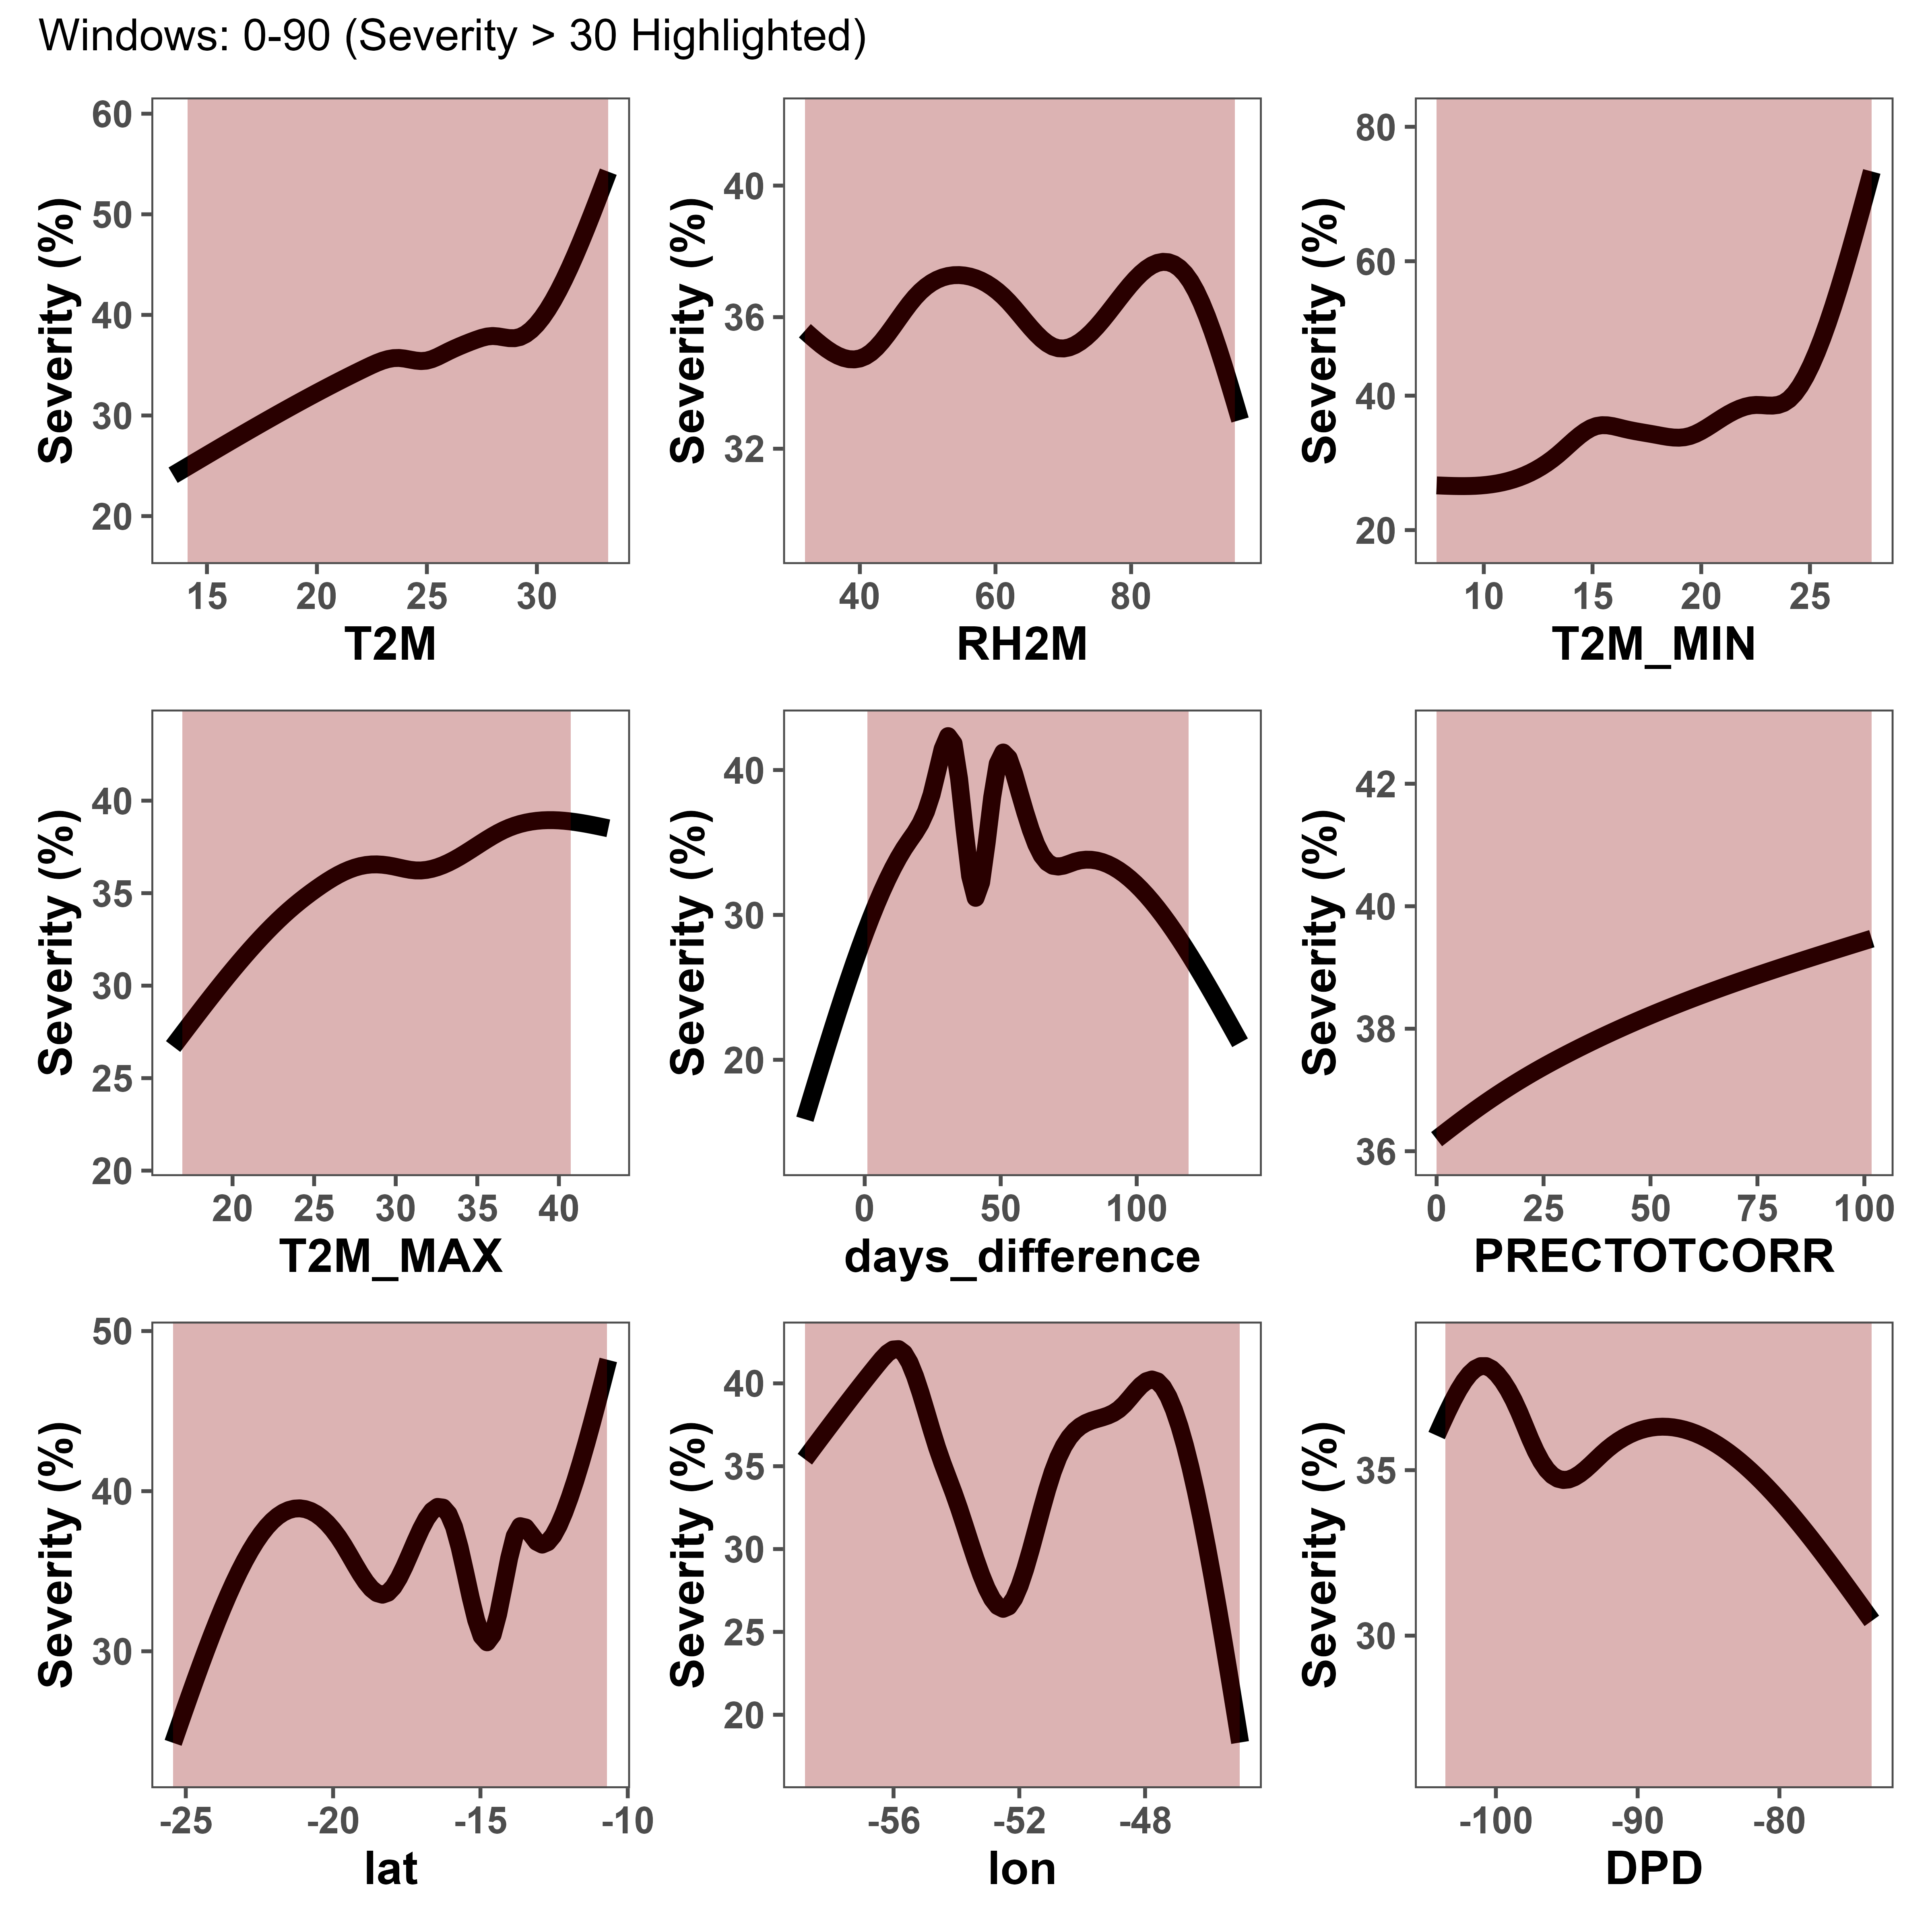 Windows: 0-90 (Severity > 30 Highlighted)
60
50
40
30
20
Severity (%)
15 20 25 30
T2M
40
36
32
Severity (%)
40 60 80
RH2M
80
60
40
20
Severity (%)
10 15 20 25
T2M_MIN
40
35
30
25
20
Severity (%)
20 25 30 35 40
T2M_MAX
40
30
20
Severity (%)
0 50 100
days_difference
42
40
38
36
Severity (%)
0 25 50 75 100
PRECTOTCORR
50
40
30
Severity (%)
-25 -20 -15 -10
lat
40
35
30
25
20
Severity (%)
-56 -52 -48
lon
35
30
Severity (%)
-100 -90 -80
DPD